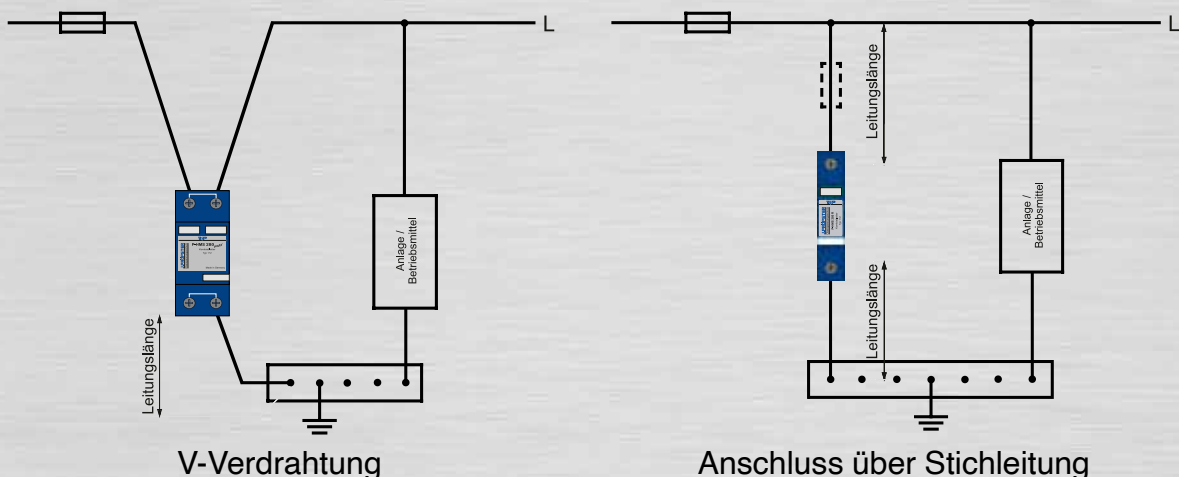 L
Leitungslänge
Anlage /
Betriebsmittel
V-Verdrahtung
L
Leitungslänge
Leitungslänge
Anlage /
Betriebsmittel
Anschluss über Stichleitung